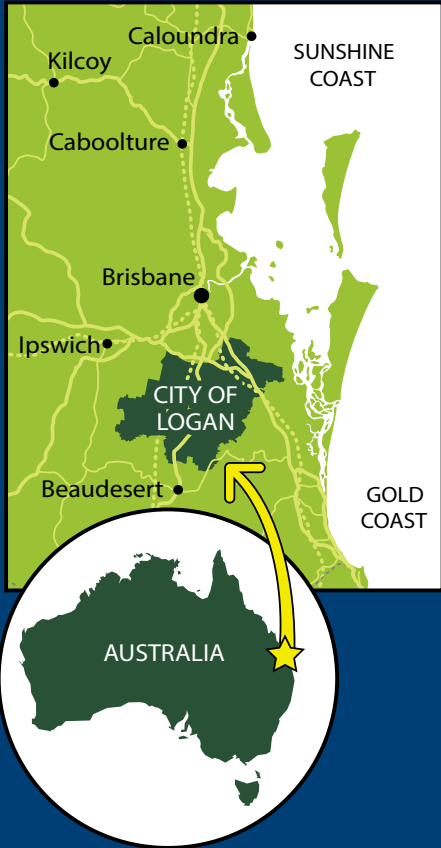 Caloundra
SUNSHINE
COAST
Kilcoy
Caboolture
Brisbane
Ipswich
CITY OF
LOGAN
Beaudesert
GOLD
COAST
AUSTRALIA